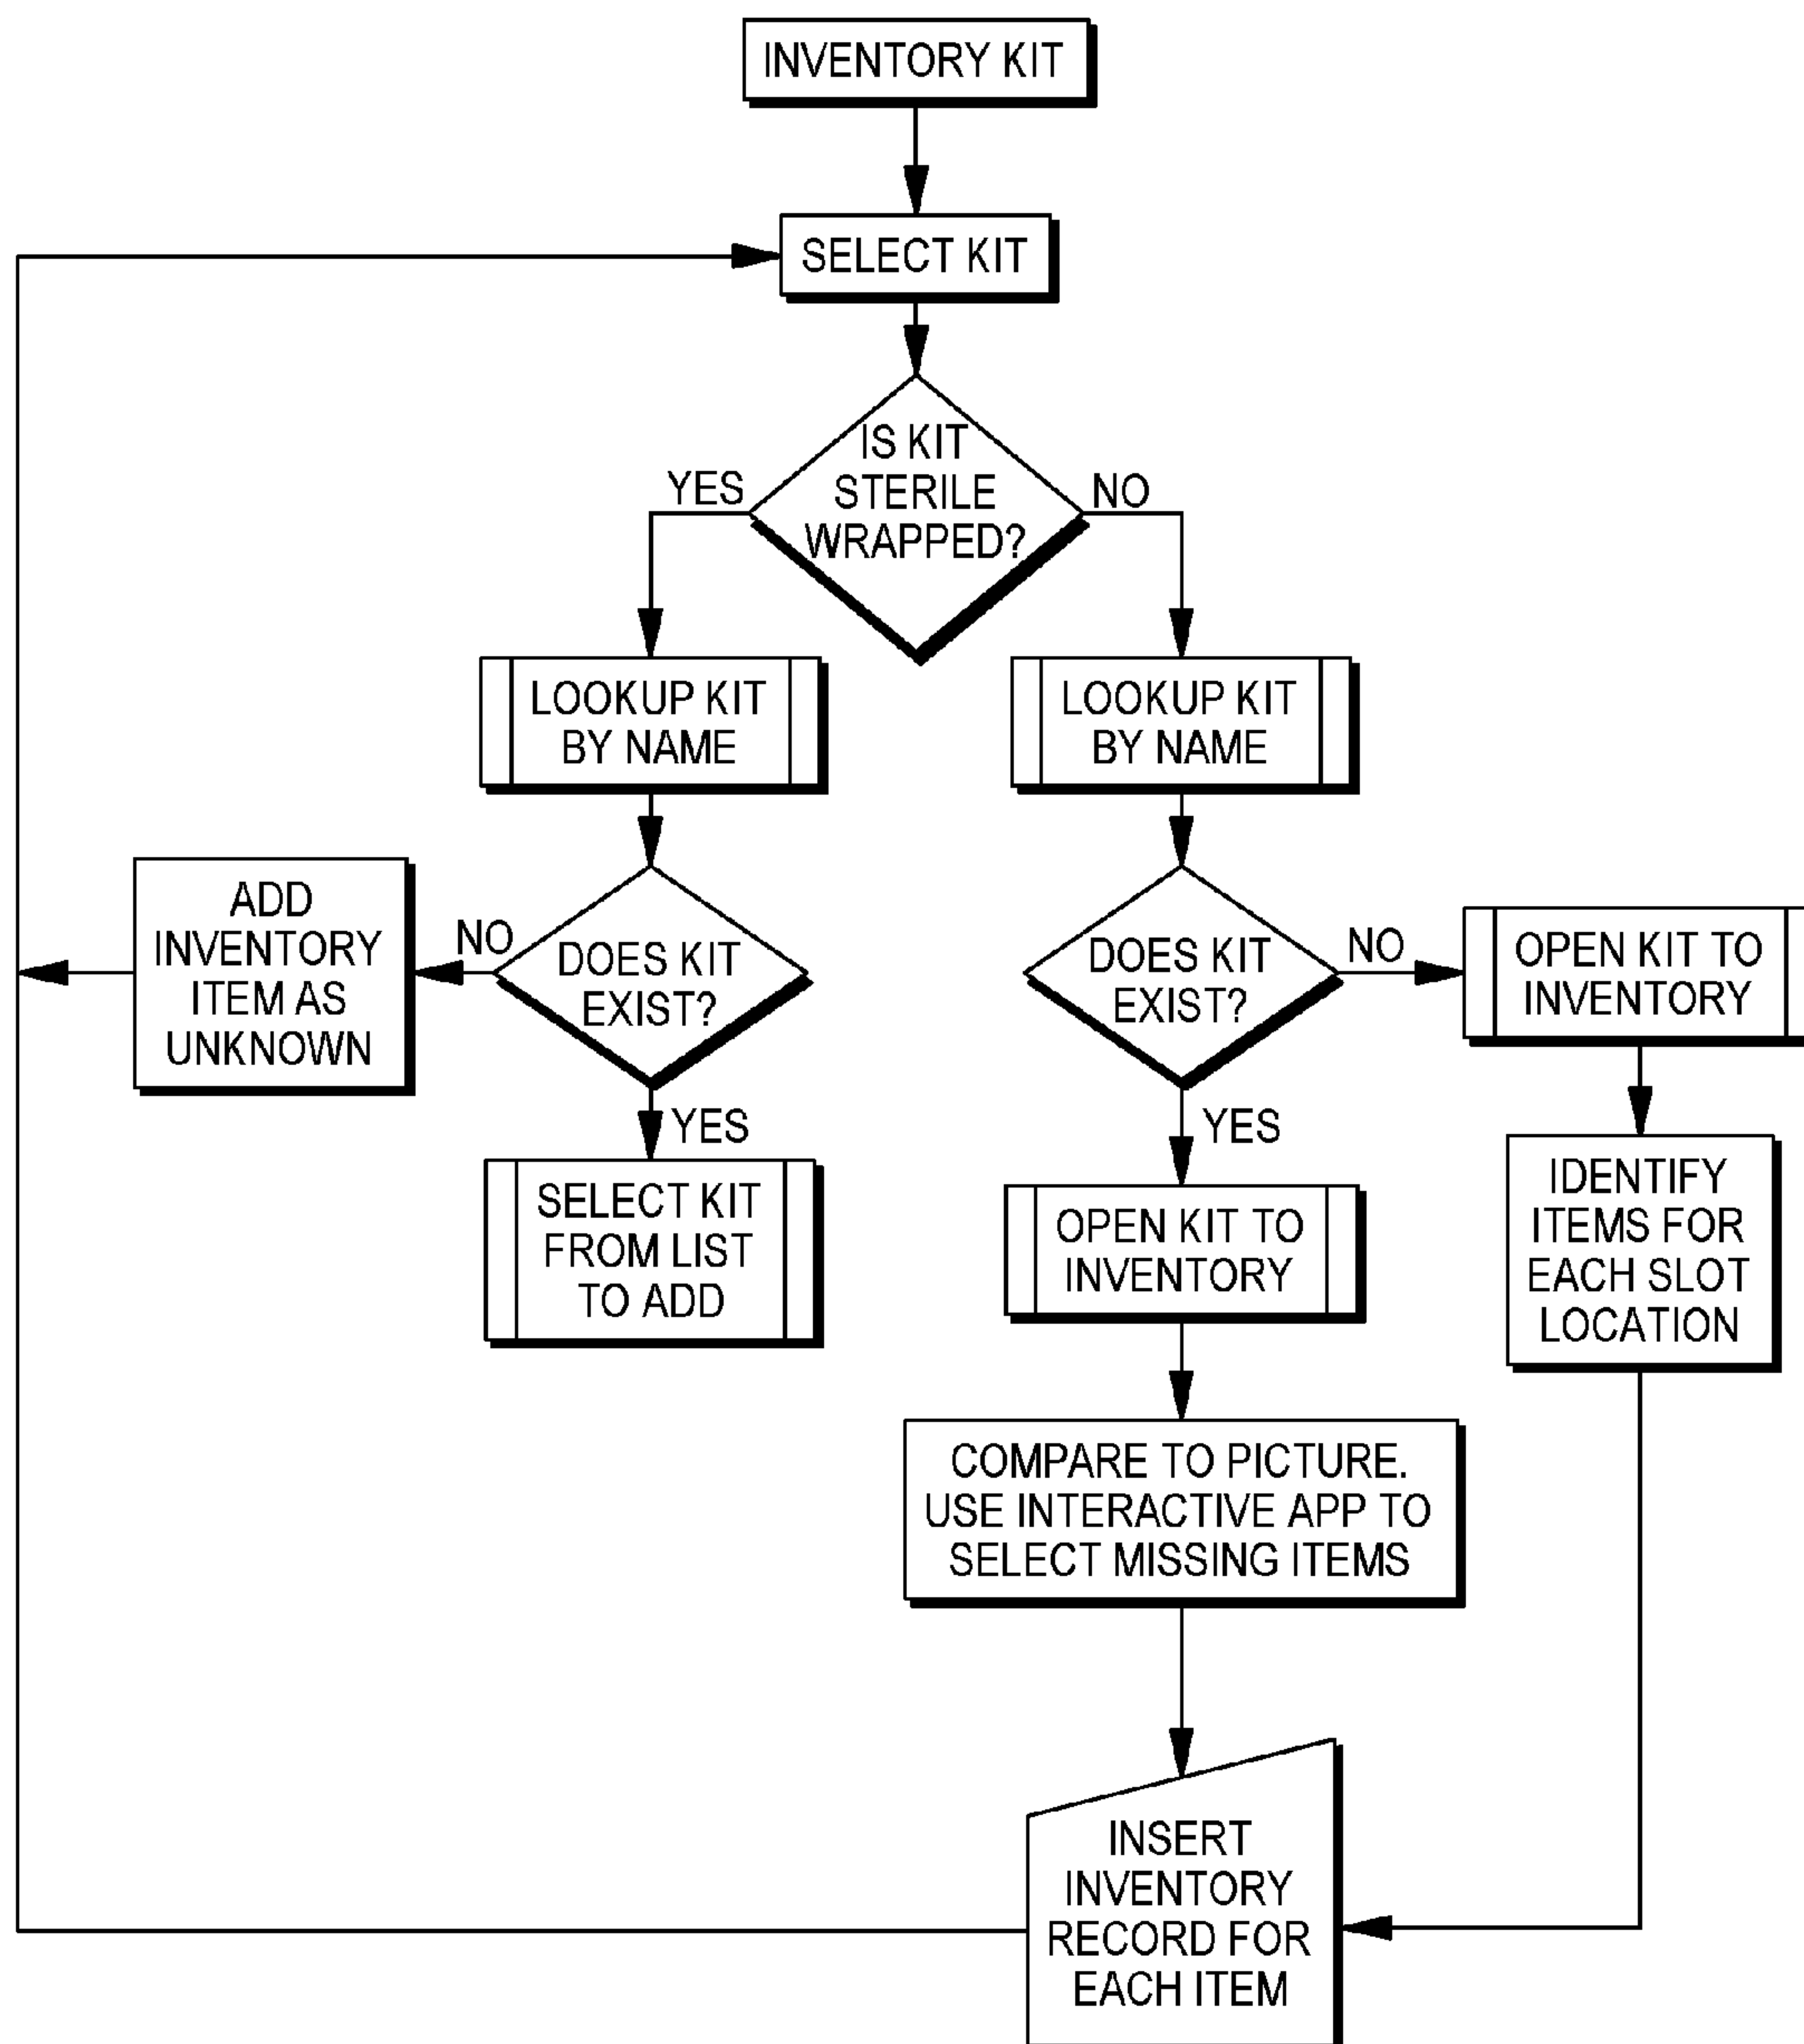 INVENTORY KIT
SELECT KIT
IS KIT
STERILE
WRAPPED?
YES
NO
LOOKUP KIT
BY NAME
LOOKUP KIT
BY NAME
ADD
INVENTORY
ITEM AS
UNKNOWN
NO
DOES KIT
EXIST?
DOES KIT
EXIST?
NO
OPEN KIT TO
INVENTORY
YES
YES
SELECT KIT
FROM LIST
TO ADD
OPEN KIT TO
INVENTORY
IDENTIFY
ITEMS FOR
EACH SLOT
LOCATION
COMPARE TO PICTURE.
USE INTERACTIVE APP TO
SELECT MISSING ITEMS
INSERT
INVENTORY
RECORD FOR
EACH ITEM